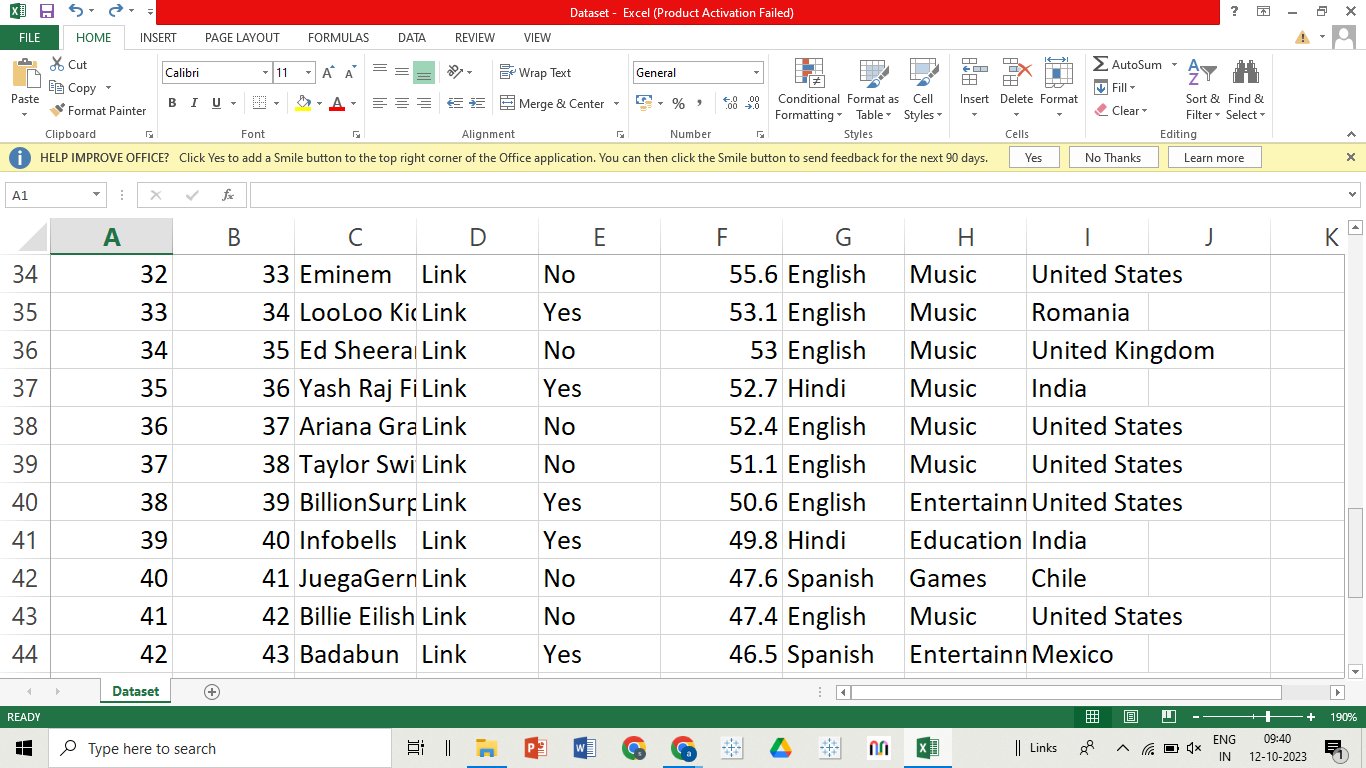 Dataset - Excel (Product Activation Failed)
FILE HOME INSERT PAGE LAYOUT FORMULAS DATA REVIEW VIEW
Paste Cut Copy Format Painter Clipboard
Calibri 11 B I U Font
Wrap Text Merge & Center Alignment
General % Number
Conditional Formatting Format as Table Cell Styles Styles
Insert Delete Format Cells
AutoSum Fill Clear Sort & Filter Find & Select Editing
HELP IMPROVE OFFICE? Click Yes to add a Smile button to the top right corner of the Office application. You can then click the Smile button to send feedback for the next 90 days. Yes No Thanks Learn more
A1 fx
A B C D E F G H I J K
34 32 33 Eminem Link No 55.6 English Music United States
35 33 34 LooLoo Kic Link Yes 53.1 English Music Romania
36 34 35 Ed Sheera Link No 53 English Music United Kingdom
37 35 36 Yash Raj Fi Link Yes 52.7 Hindi Music India
38 36 37 Ariana Gra Link No 52.4 English Music United States
39 37 38 Taylor Swi Link No 51.1 English Music United States
40 38 39 BillionSurp Link Yes 50.6 English Entertainn United States
41 39 40 Infobells Link Yes 49.8 Hindi Education India
42 40 41 JuegaGern Link No 47.6 Spanish Games Chile
43 41 42 Billie Eilish Link No 47.4 English Music United States
44 42 43 Badabun Link Yes 46.5 Spanish Entertainn Mexico
Dataset
READY 190%
Type here to search Links ENG IN 09:40 12-10-2023 1